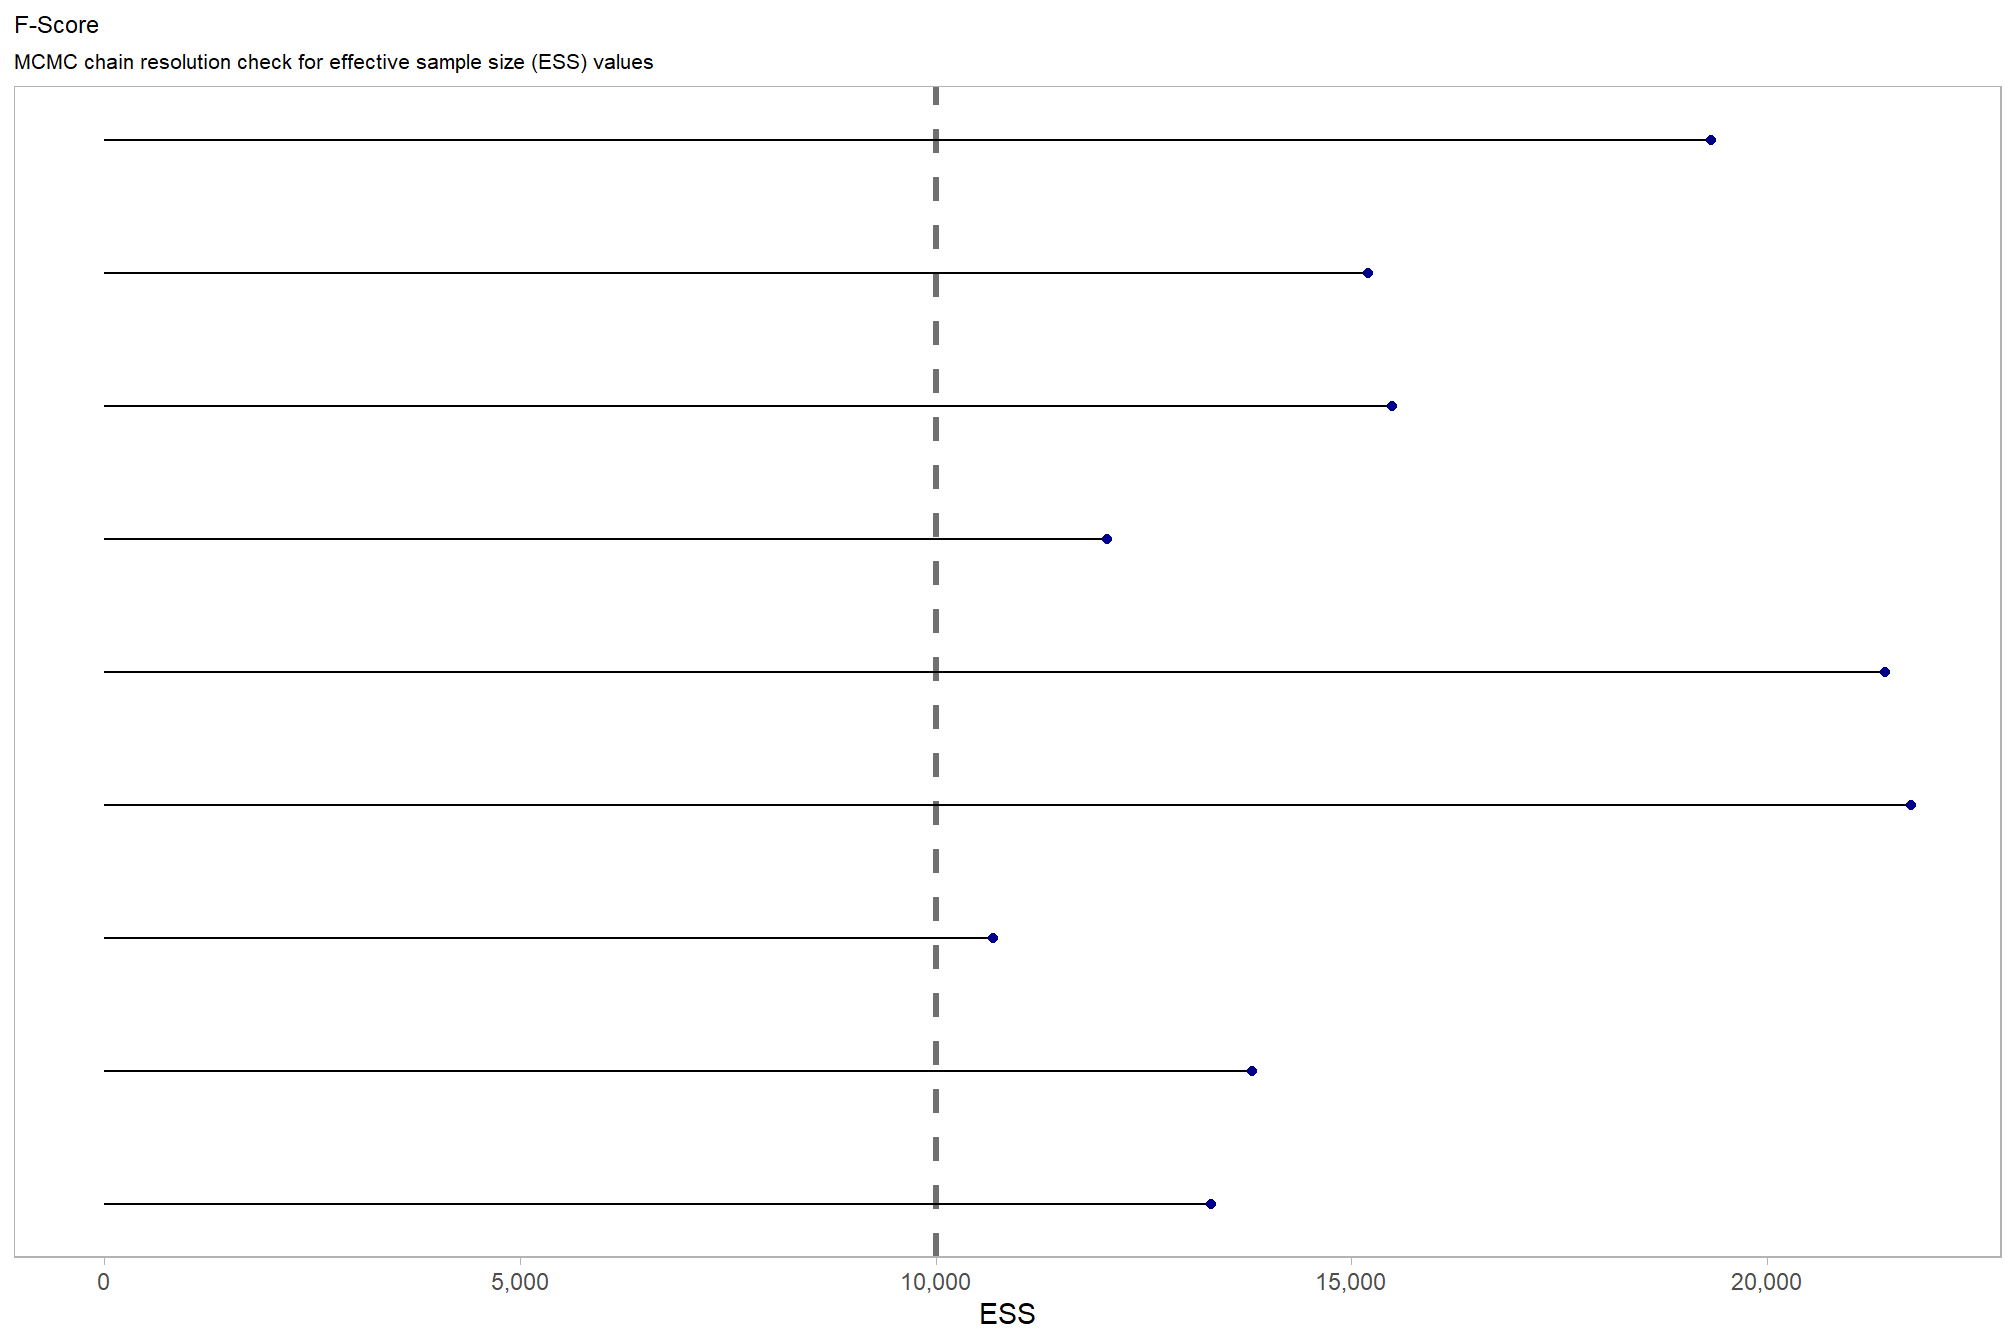 F-Score
MCMC chain resolution check for effective sample size (ESS) values
0 5,000 10,000 15,000 20,000
ESS